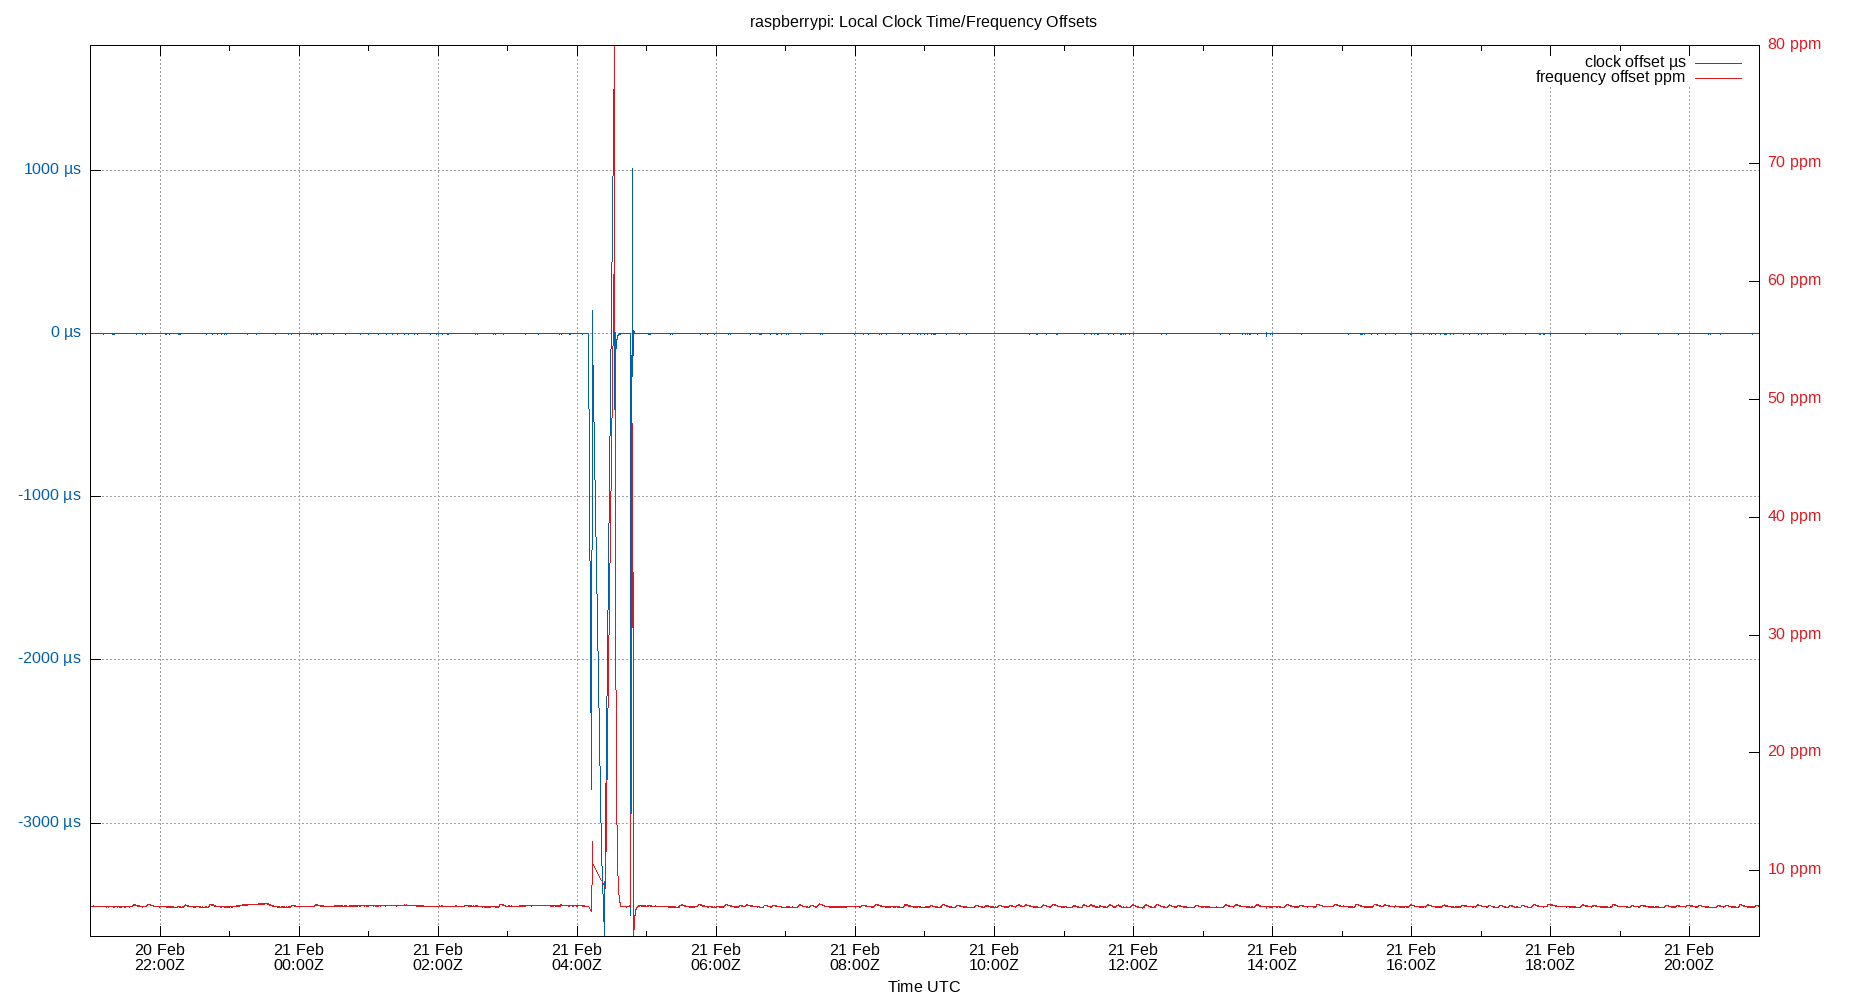 raspberrypi: Local Clock Time/Frequency Offsets
clock offset µs
frequency offset ppm
1000 µs
0 µs
-1000 µs
-2000 µs
-3000 µs
80 ppm
70 ppm
60 ppm
50 ppm
40 ppm
30 ppm
20 ppm
10 ppm
20 Feb 21 Feb 21 Feb 21 Feb 21 Feb 21 Feb 21 Feb 21 Feb 21 Feb 21 Feb 21 Feb 21 Feb
22:00Z 00:00Z 02:00Z 04:00Z 06:00Z 08:00Z 10:00Z 12:00Z 14:00Z 16:00Z 18:00Z 20:00Z
Time UTC